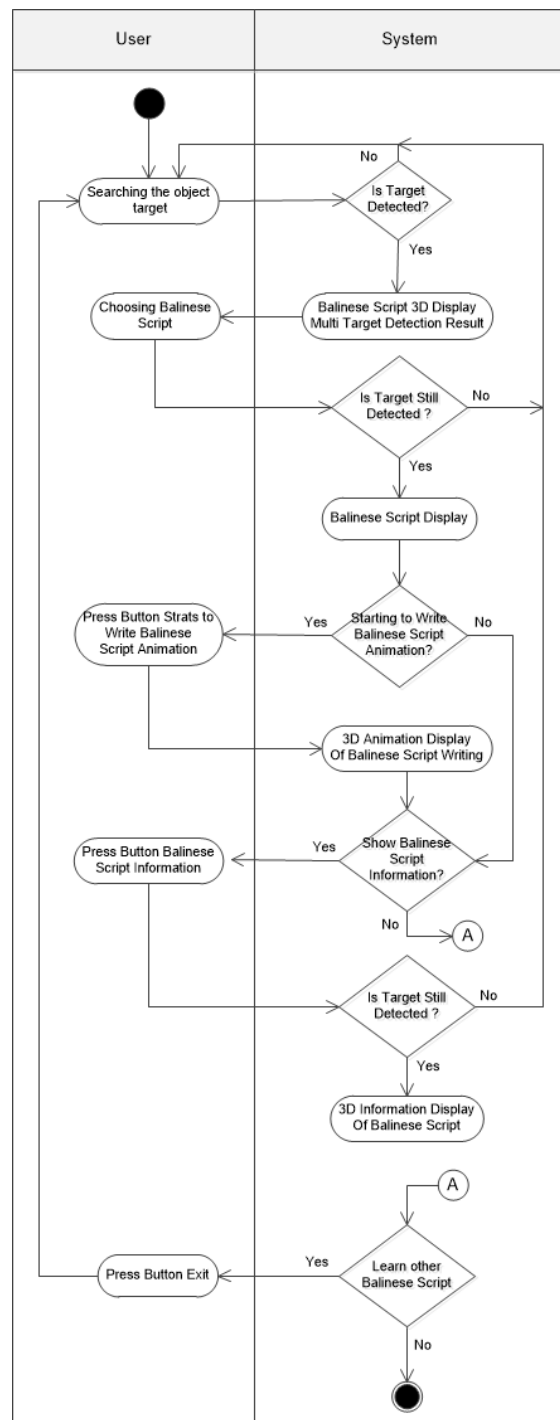 User
System
No
Searching the object
target
Is Target
Detected?
Yes
Choosing Balinese
Script
Balinese Script 3D Display
Multi Target Detection Result
Is Target Still
Detected ?
No
Yes
Balinese Script Display
Press Button Strats to
Write Balinese
Script Animation
Yes
Starting to Write
Balinese Script
Animation?
No
3D Animation Display
Of Balinese Script Writing
Press Button Balinese
Script Information
Yes
Show Balinese
Script
Information?
No
A
Is Target Still
Detected ?
No
Yes
3D Information Display
Of Balinese Script
A
Press Button Exit
Yes
Learn other
Balinese Script
No